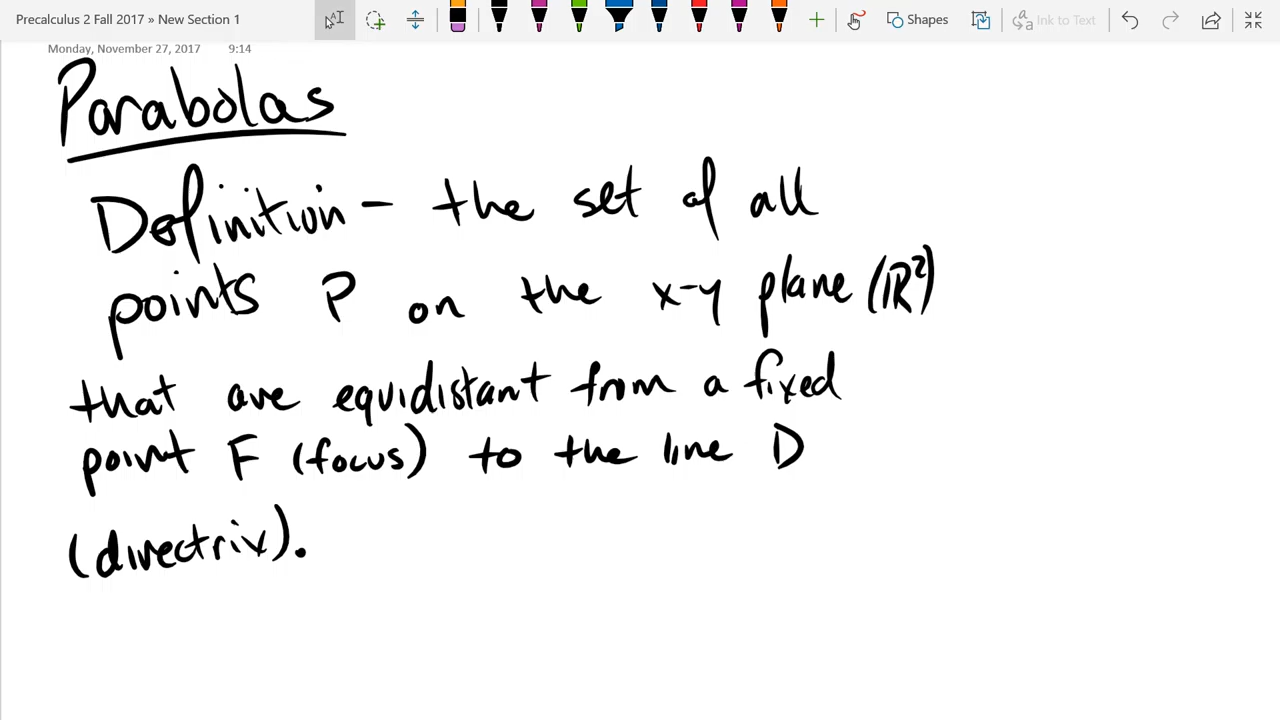 Precalculus 2 Fall 2017 » New Section 1
Shapes
Ink to Text
Monday, November 27, 2017 9:14
Parabolas
Definition - the set of all
points P on the x-y plane (ℝ²)
that are equidistant from a fixed
point F (focus) to the line D
(directrix).